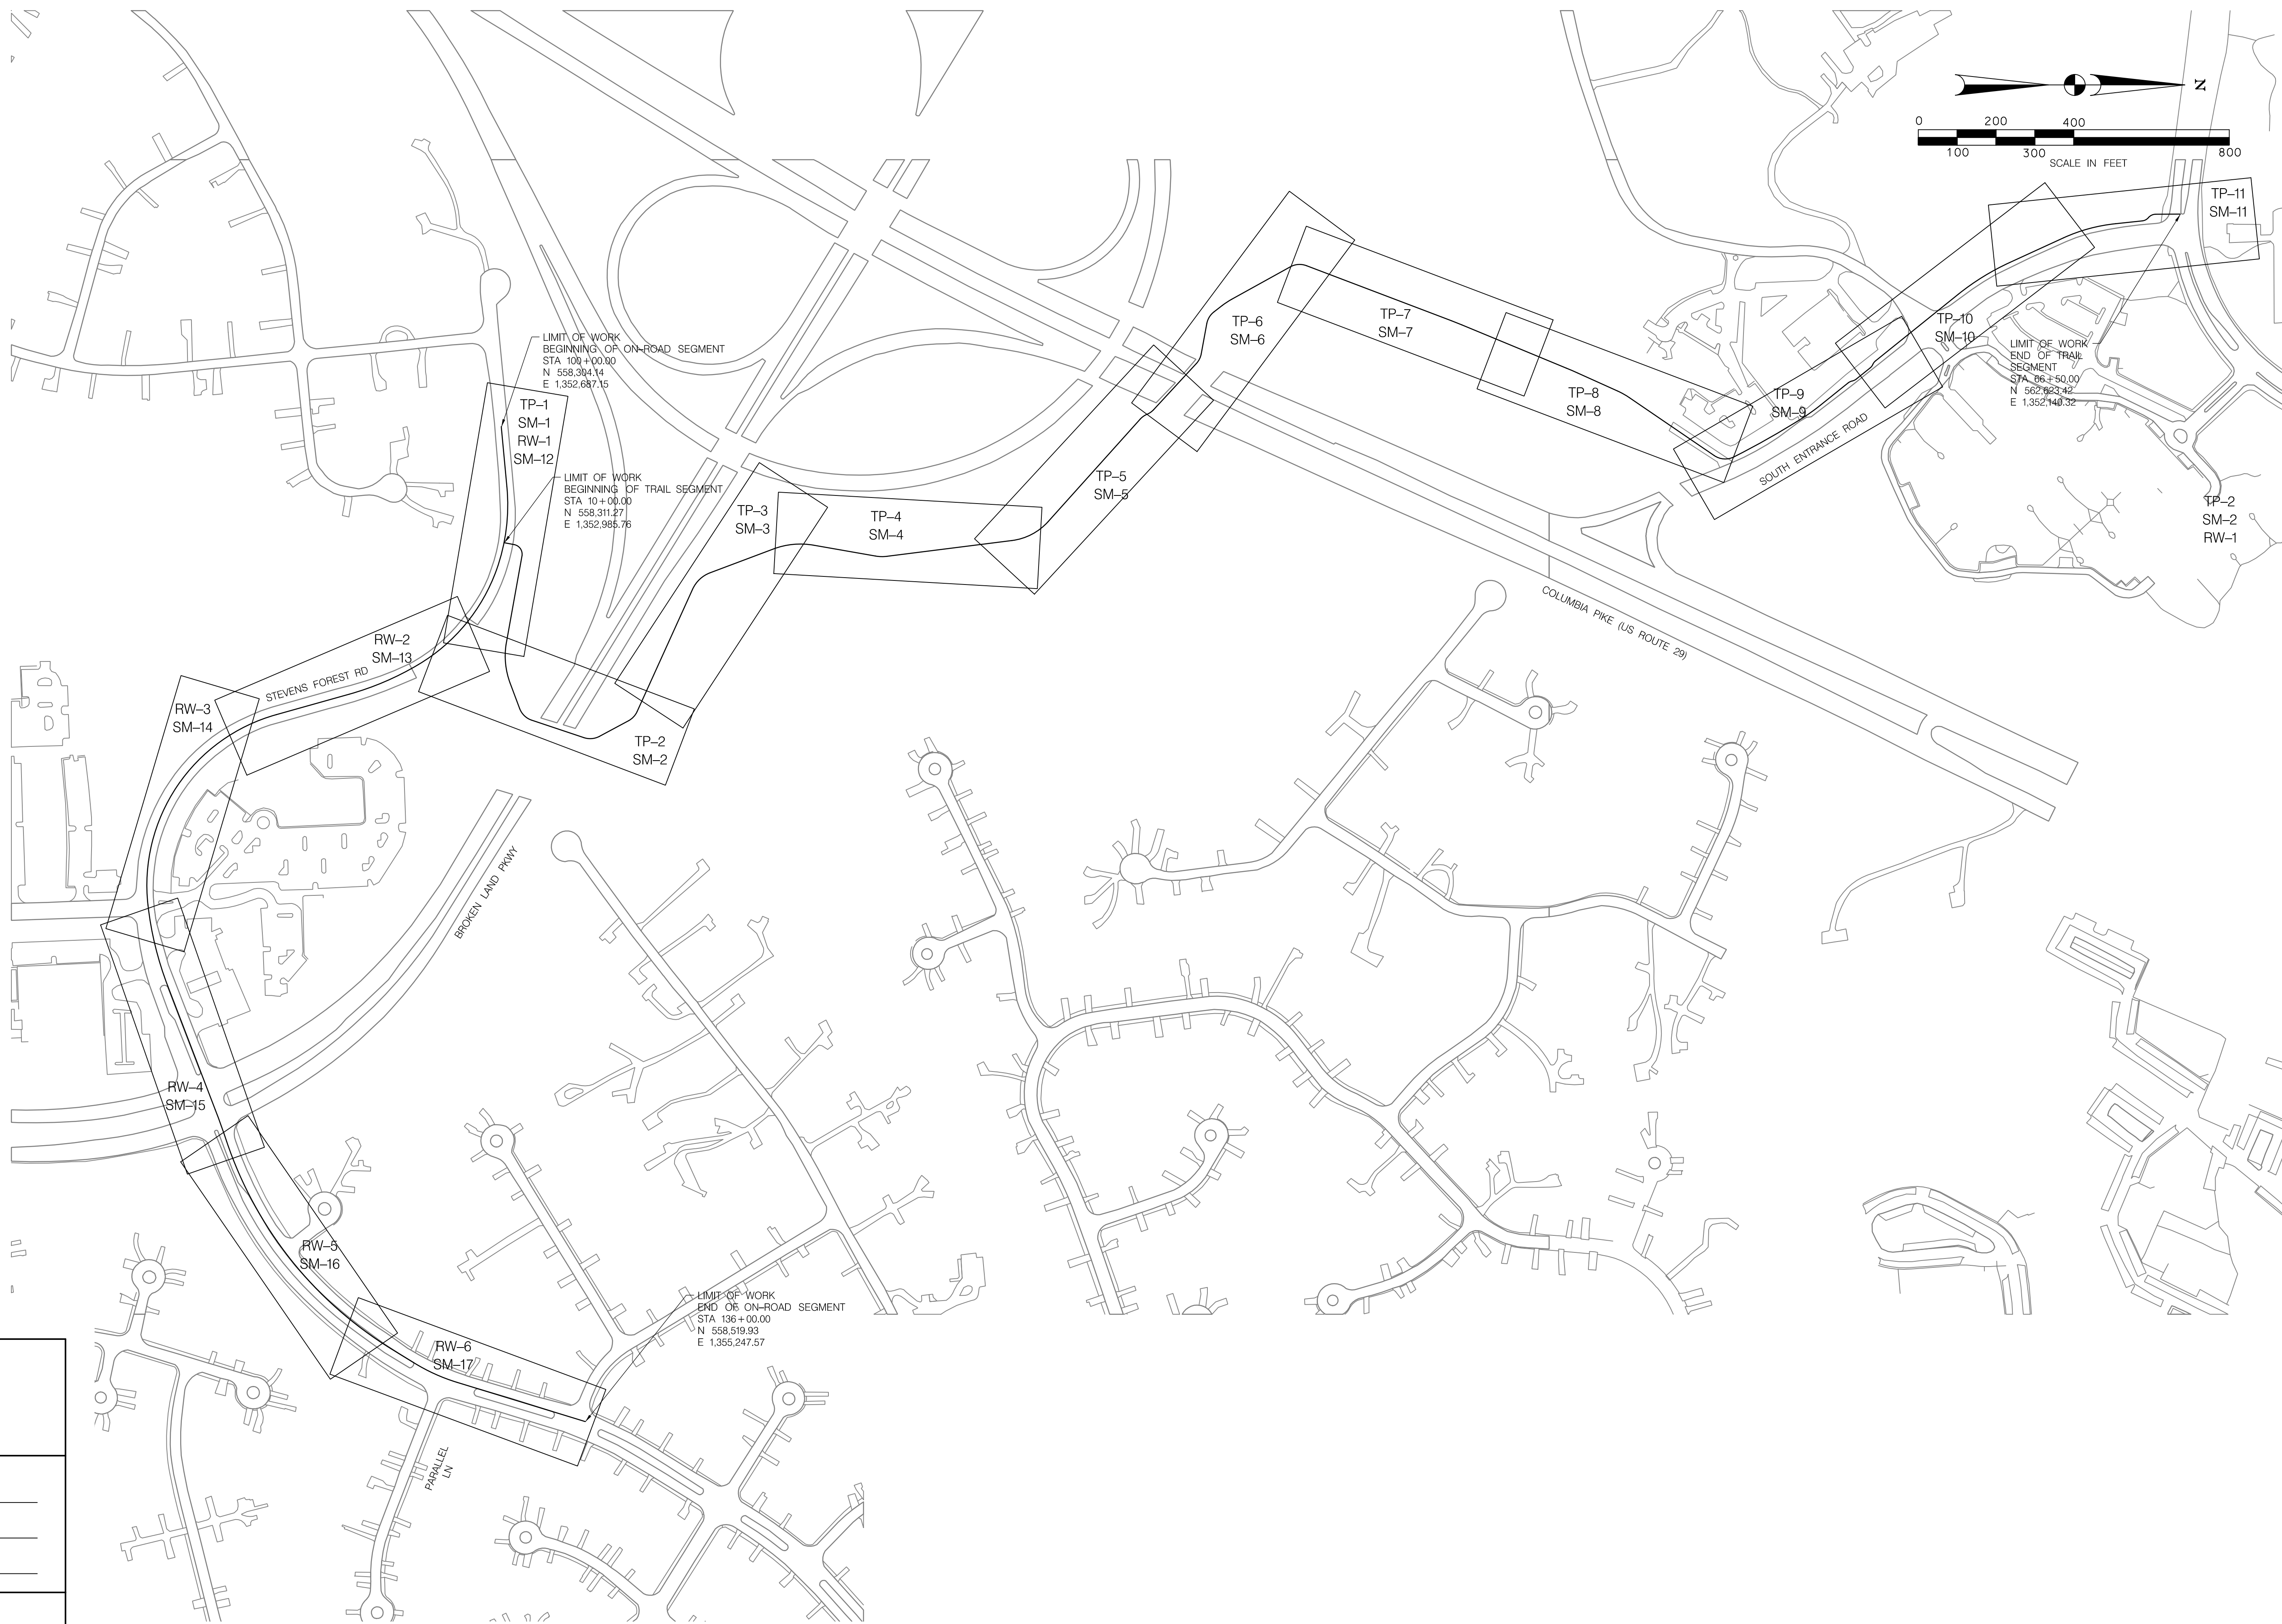 N
0 200 400
100 300 800
SCALE IN FEET
TP-11
SM-11
TP-10
SM-10
LIMIT OF WORK
END OF TRAIL
SEGMENT
STA 66+50.00
N 562,623.42
E 1,352,140.32
TP-6
SM-6
TP-7
SM-7
TP-8
SM-8
TP-9
SM-9
SOUTH ENTRANCE ROAD
LIMIT OF WORK
BEGINNING OF ON-ROAD SEGMENT
STA 100+00.00
N 558,304.14
E 1,352,687.15
TP-1
SM-1
RW-1
SM-12
LIMIT OF WORK
BEGINNING OF TRAIL SEGMENT
STA 10+00.00
N 558,311.27
E 1,352,985.76
TP-3
SM-3
TP-4
SM-4
TP-5
SM-5
TP-2
SM-2
RW-1
COLUMBIA PIKE (US ROUTE 29)
RW-2
SM-13
STEVENS FOREST RD
RW-3
SM-14
TP-2
SM-2
BROKEN LAND PKWY
RW-4
SM-15
RW-5
SM-16
LIMIT OF WORK
END OF ON-ROAD SEGMENT
STA 136+00.00
N 558,519.93
E 1,355,247.57
RW-6
SM-17
PARALLEL
LN